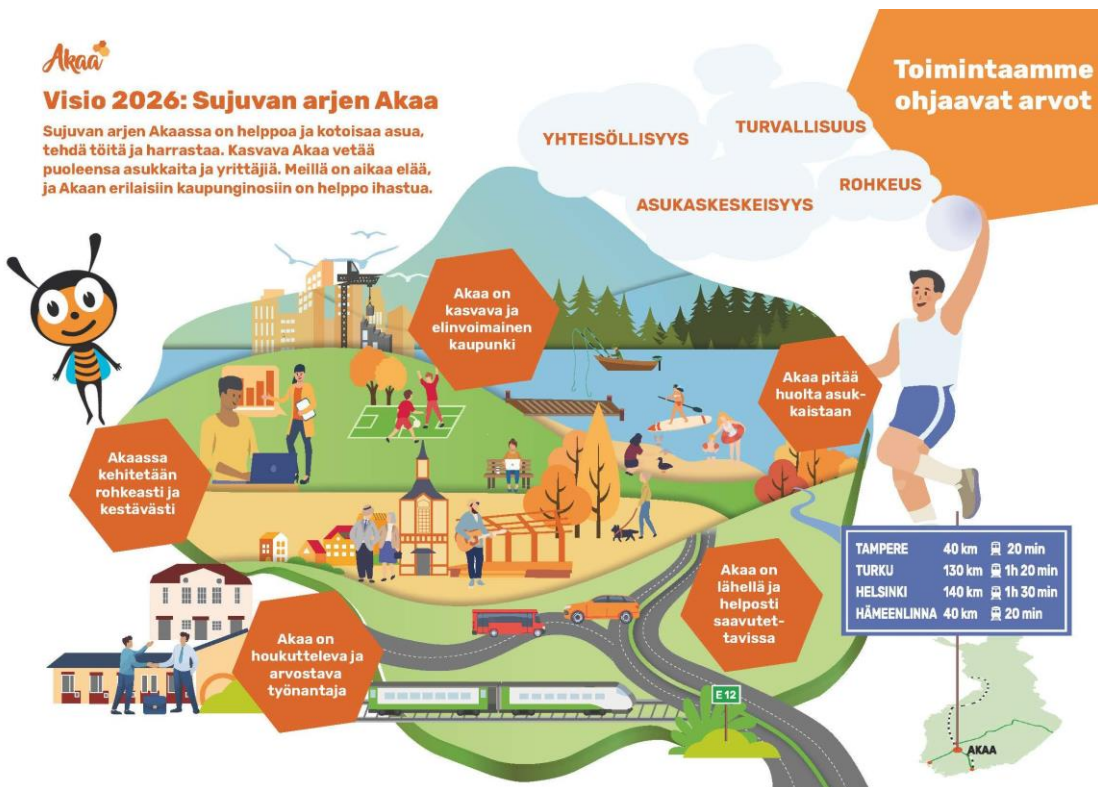 Akaa
Visio 2026: Sujuvan arjen Akaa
Sujuvan arjen Akaassa on helppoa ja kotoisaa asua,
tehdä töitä ja harrastaa. Kasvava Akaa vetää
puoleensa asukkaita ja yrittäjiä. Meillä on aikaa elää,
ja Akaan erilaisiin kaupunginosiin on helppo ihastua.
Toimintaamme
ohjaavat arvot
YHTEISÖLLISYYS
TURVALLISUUS
ASUKASKESKEISYYS
ROHKEUS
Akaa on
kasvava ja
elinvoimainen
kaupunki
Akaa pitää
huolta asuk-
kaistaan
Akaassa
kehitetään
rohkeasti ja
kestävästi
Akaa on
lähellä ja
helposti
saavutet-
tavissa
Akaa on
houkutteleva ja
arvostava
työnantaja
TAMPERE 40 km 20 min
TURKU 130 km 1h 20 min
HELSINKI 140 km 1h 30 min
HÄMEENLINNA 40 km 20 min
E 12
AKAA